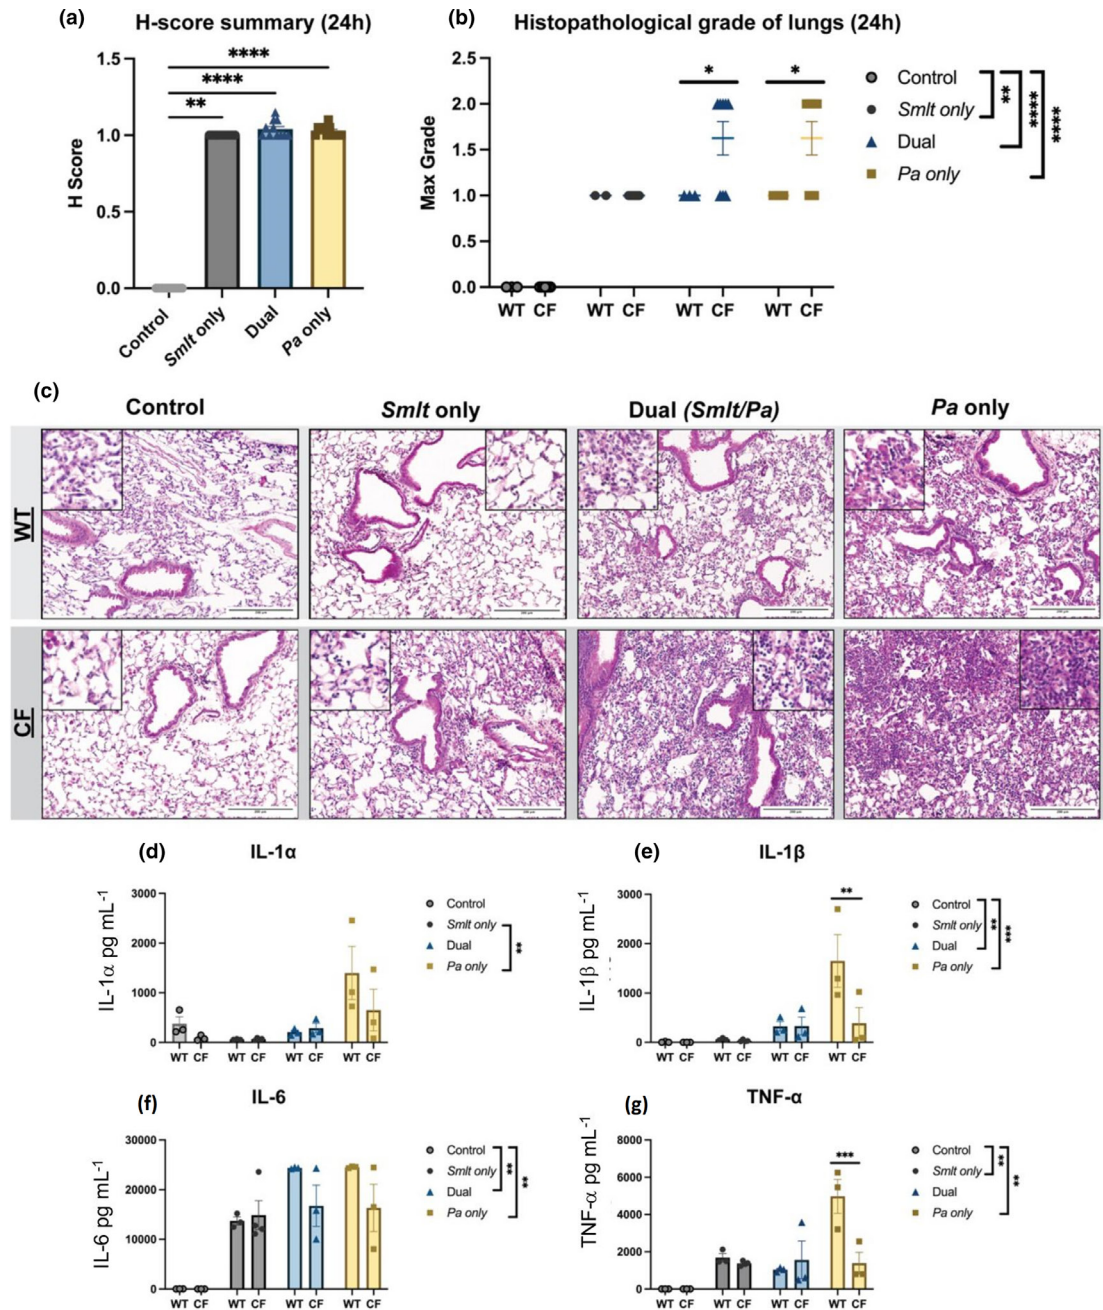 (a) H-score summary (24h)
H Score
1.5
1.0
0.5
0.0
****
****
**
Control
Smlt only
Dual
Pa only
(b) Histopathological grade of lungs (24h)
Max Grade
2.5
2.0
1.5
1.0
0.5
0.0
* *
WT CF WT CF WT CF WT CF
Control
Smlt only
Dual
Pa only
**
****
****
(c)
Control Smlt only Dual (Smlt/Pa) Pa only
WT
CF
(d) IL-1α
IL-1α pg mL-1
3000
2000
1000
0
WT CF WT CF WT CF WT CF
Control
Smlt only
Dual
Pa only
**
(e) IL-1β
IL-1β pg mL-1
3000
2000
1000
0
**
WT CF WT CF WT CF WT CF
Control
Smlt only
Dual
Pa only
**
***
(f) IL-6
IL-6 pg mL-1
30000
20000
10000
0
WT CF WT CF WT CF WT CF
Control
Smlt only
Dual
Pa only
**
**
(g) TNF-α
TNF-α pg mL-1
8000
6000
4000
2000
0
***
WT CF WT CF WT CF WT CF
Control
Smlt only
Dual
Pa only
**
**